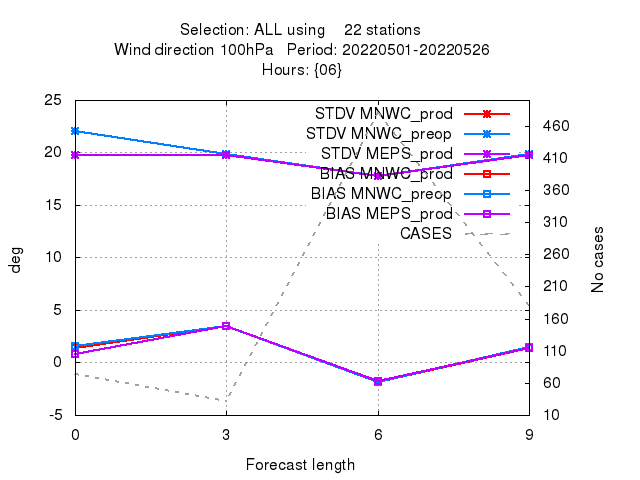 Selection: ALL using 22 stations
Wind direction 100hPa Period: 20220501-20220526
Hours: {06}
STDV MNWC_prod
STDV MNWC_preop
STDV MEPS_prod
BIAS MNWC_prod
BIAS MNWC_preop
BIAS MEPS_prod
CASES
deg
25
20
15
10
5
0
-5
460
410
360
310
260
210
160
110
60
10
No cases
0 3 6 9
Forecast length